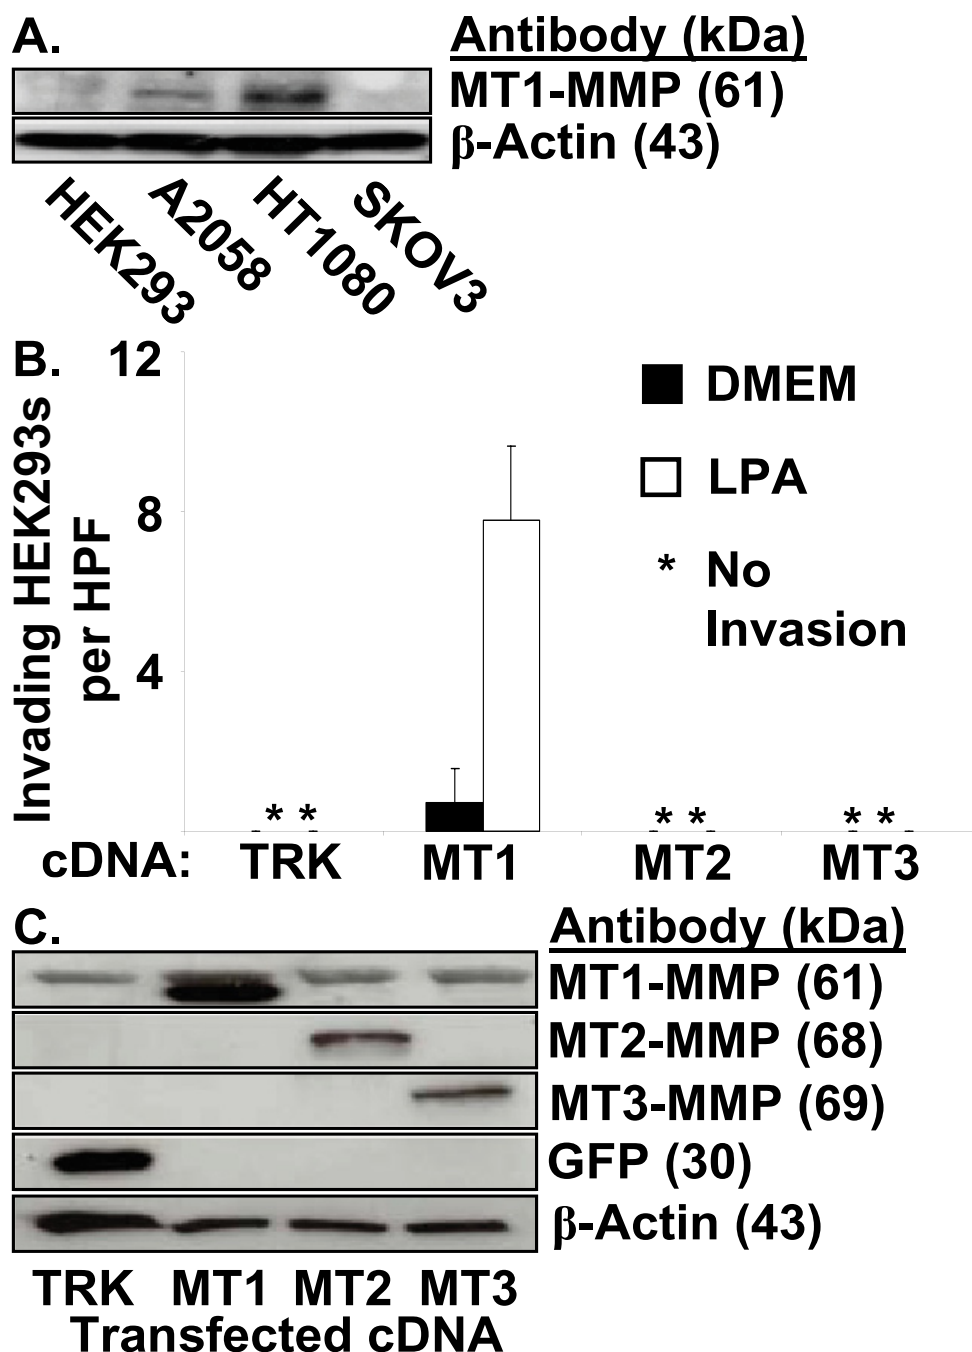 A.
Antibody (kDa)
MT1-MMP (61)
β-Actin (43)
HEK293
A2058
HT1080
SKOV3
B.
12
8
4
Invading HEK293s
per HPF
DMEM
LPA
* No
Invasion
* *
* *
* *
cDNA: TRK MT1 MT2 MT3
C.
Antibody (kDa)
MT1-MMP (61)
MT2-MMP (68)
MT3-MMP (69)
GFP (30)
β-Actin (43)
TRK MT1 MT2 MT3
Transfected cDNA